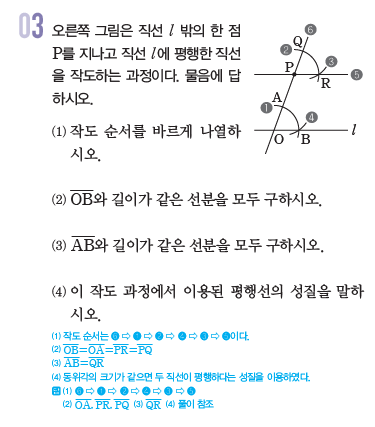 03 오른쪽 그림은 직선 l 밖의 한 점
P를 지나고 직선 l에 평행한 직선
을 작도하는 과정이다. 물음에 답
하시오.
❻
Q
❷
❸
P
❺
R
A
❶
❹
l
O
B
(1) 작도 순서를 바르게 나열하
시오.
(2) OB와 길이가 같은 선분을 모두 구하시오.
(3) AB와 길이가 같은 선분을 모두 구하시오.
(4) 이 작도 과정에서 이용된 평행선의 성질을 말하
시오.
(1) 작도 순서는 ❻ ⇨ ❶ ⇨ ❷ ⇨ ❹ ⇨ ❸ ⇨ ❺이다.
(2) OB=OA=PR=PQ
(3) AB=QR
(4) 동위각의 크기가 같으면 두 직선이 평행하다는 성질을 이용하였다.
답 (1) ❻ ⇨ ❶ ⇨ ❷ ⇨ ❹ ⇨ ❸ ⇨ ❺
(2) OA, PR, PQ (3) QR (4) 풀이 참조